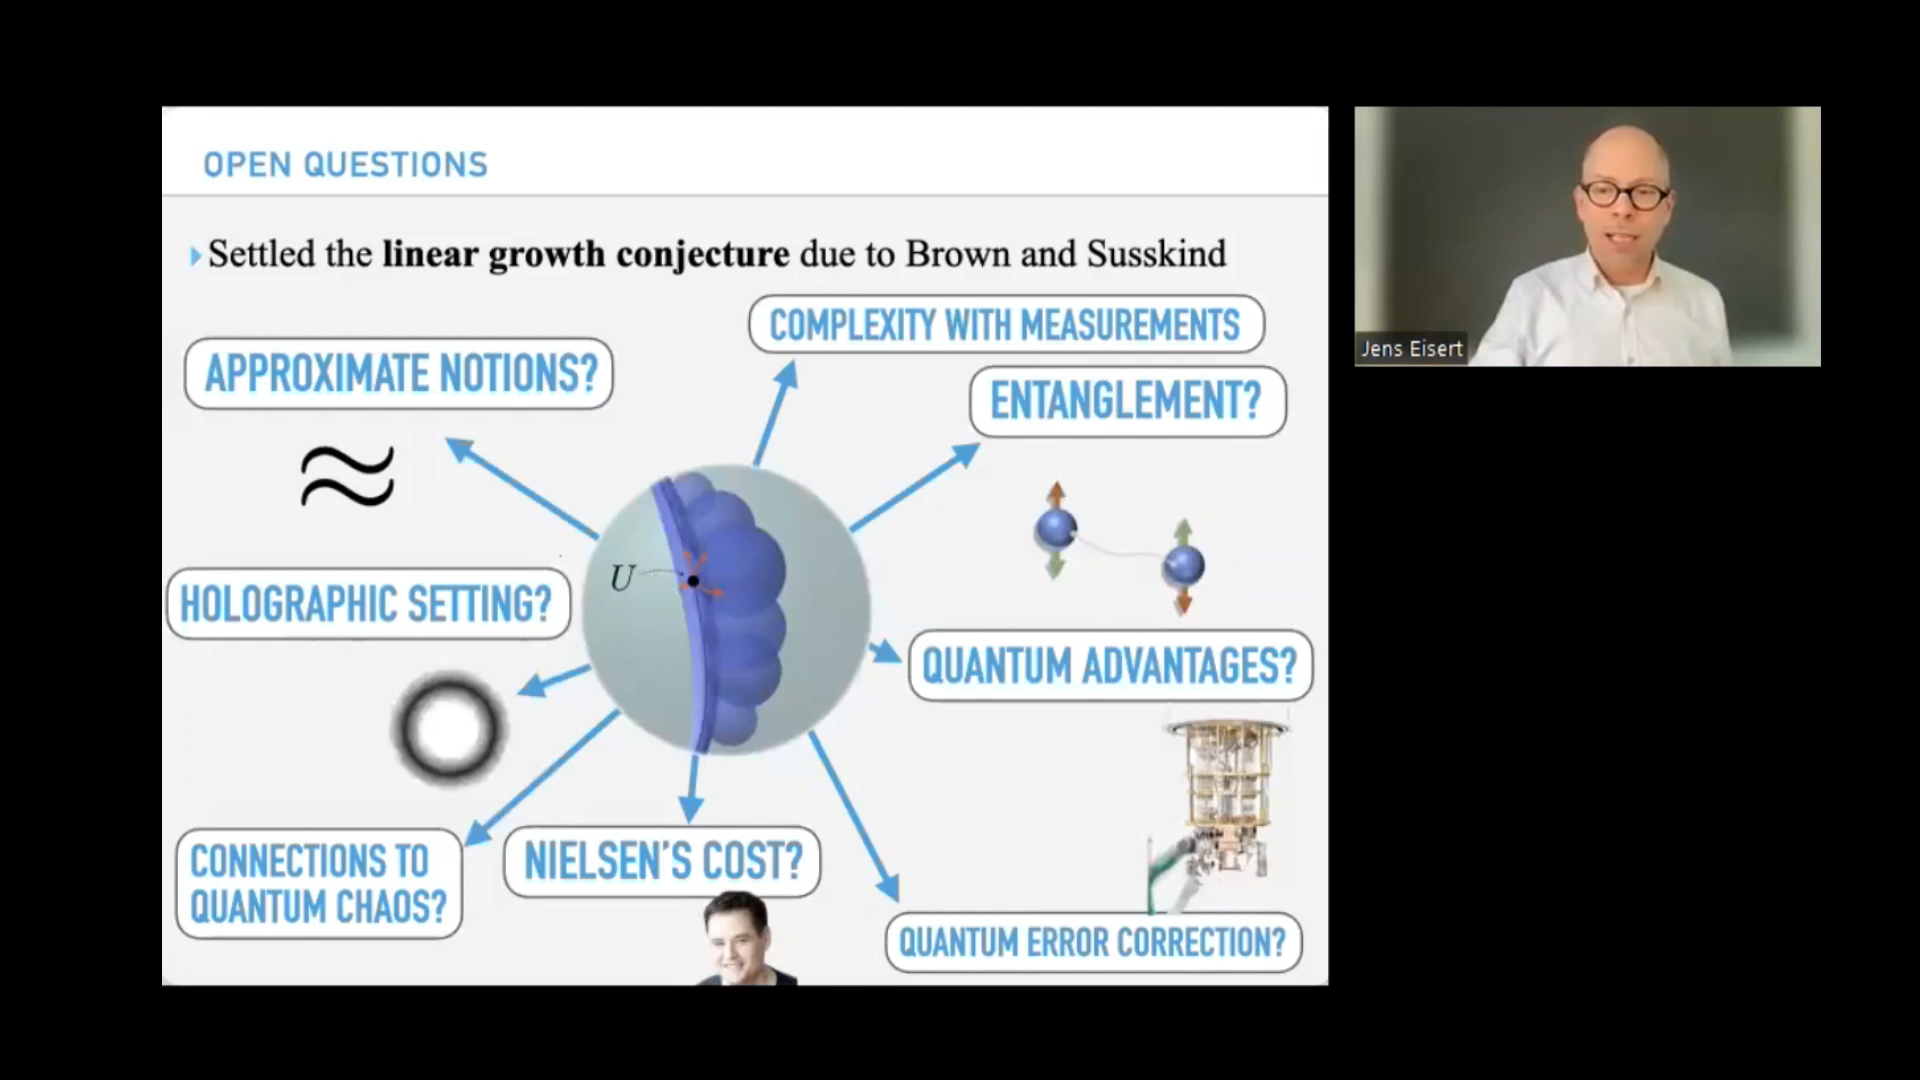 OPEN QUESTIONS
Settled the linear growth conjecture due to Brown and Susskind
COMPLEXITY WITH MEASUREMENTS
APPROXIMATE NOTIONS?
ENTANGLEMENT?
≈
U
HOLOGRAPHIC SETTING?
QUANTUM ADVANTAGES?
CONNECTIONS TO
QUANTUM CHAOS?
NIELSEN'S COST?
QUANTUM ERROR CORRECTION?
Jens Eisert